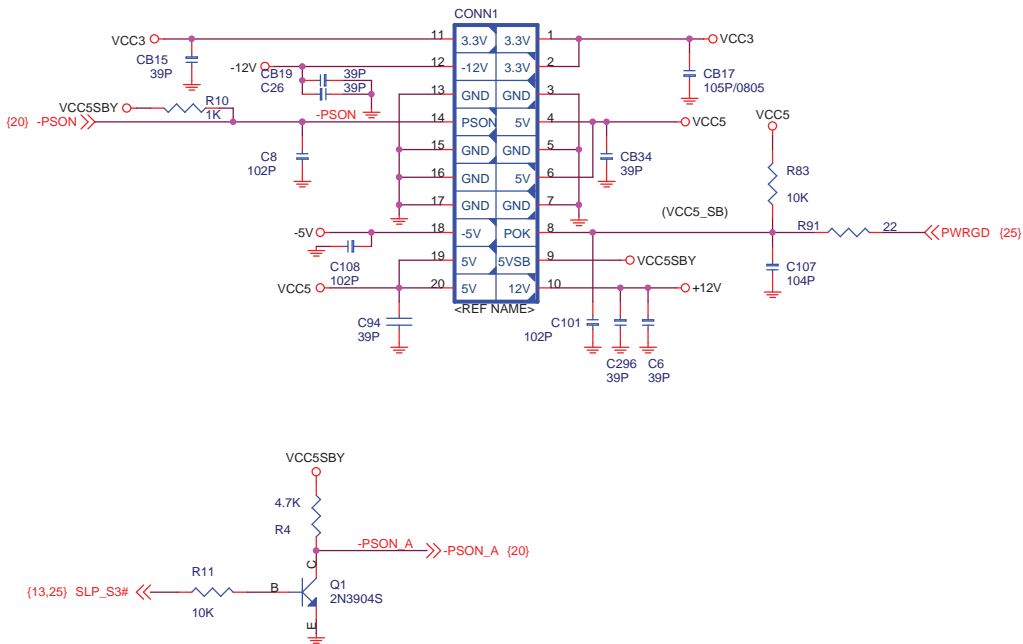 CONN1
VCC3 11 3.3V 3.3V 1 VCC3
CB15
39P
-12V 12 -12V 3.3V 2
CB19 39P
C26 39P
CB17
105P/0805
13 GND GND 3
VCC5SBY R10
1K
{20} -PSON -PSON 14 PSON 5V 4 VCC5
VCC5
C8
102P
15 GND GND 5
CB34
39P
16 GND 5V 6
R83
10K
17 GND GND 7
(VCC5_SB)
-5V 18 -5V POK 8 R91 22 PWRGD {25}
C108
102P
19 5V 5VSB 9 VCC5SBY
C107
104P
VCC5 20 5V 12V 10 +12V
<REF NAME>
C94
39P
C101
102P
C296
39P
C6
39P
VCC5SBY
4.7K
R4
-PSON_A -PSON_A {20}
C
R11
10K
{13,25} SLP_S3# B
Q1
2N3904S
E